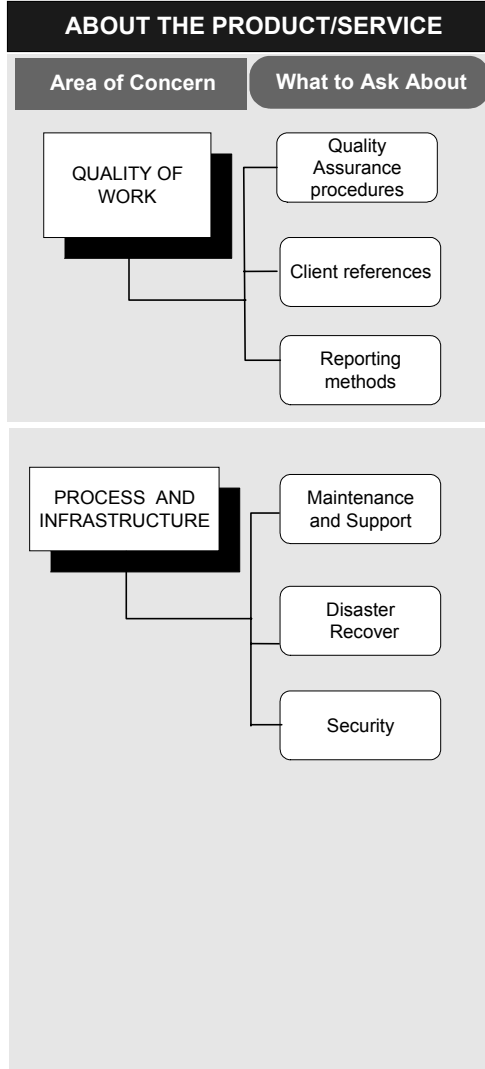 ABOUT THE PRODUCT/SERVICE
Area of Concern
What to Ask About
QUALITY OF
WORK
Quality
Assurance
procedures
Client references
Reporting
methods
PROCESS AND
INFRASTRUCTURE
Maintenance
and Support
Disaster
Recover
Security